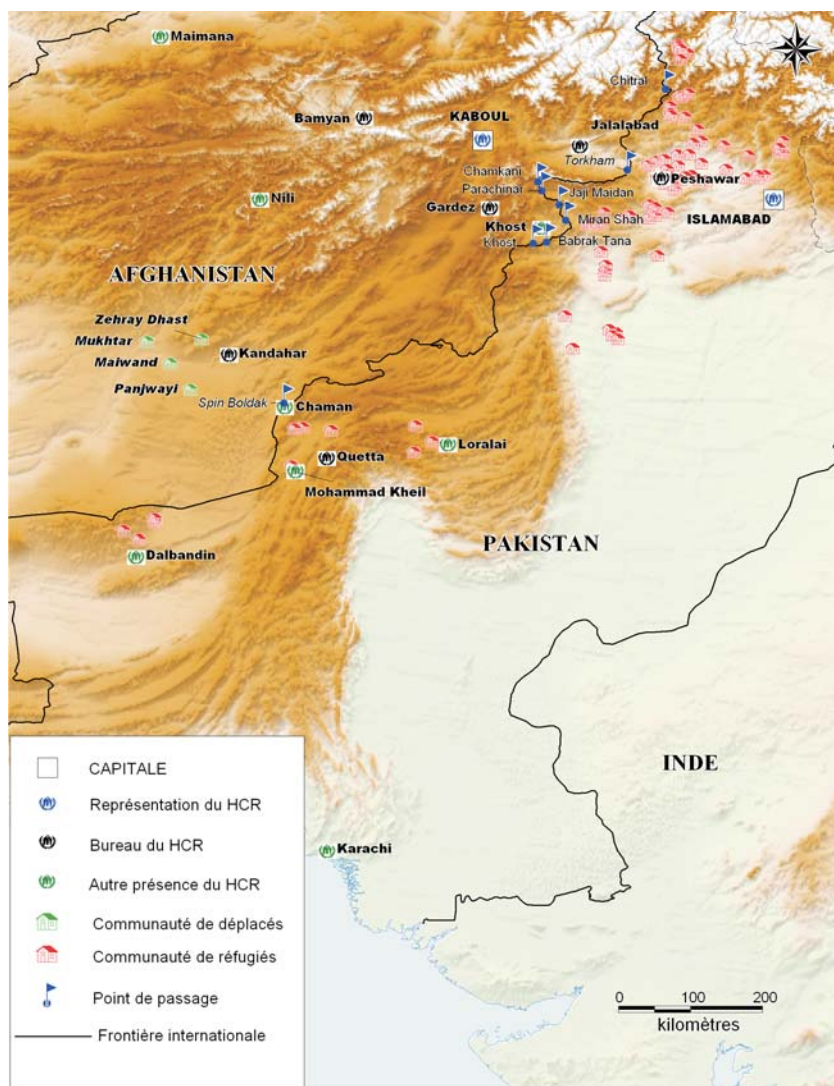 Maimana
Chitral
Bamyan
KABOUL
Jalalabad
Torkham
Chamkani
Parachinar
Peshawar
Nili
Jaji Maidan
Gardez
Miran Shah
ISLAMABAD
Khost
Khost
Babrak Tana
AFGHANISTAN
Zehray Dhast
Mukhtar
Kandahar
Maiwand
Panjwayi
Spin Boldak
Chaman
Loralai
Quetta
Mohammad Kheil
PAKISTAN
Dalbandin
INDE
Karachi
CAPITALE
Réprésentation du HCR
Bureau du HCR
Autre présence du HCR
Communauté de déplacés
Communauté de réfugiés
Point de passage
Frontière internationale
0 100 200
kilomètres